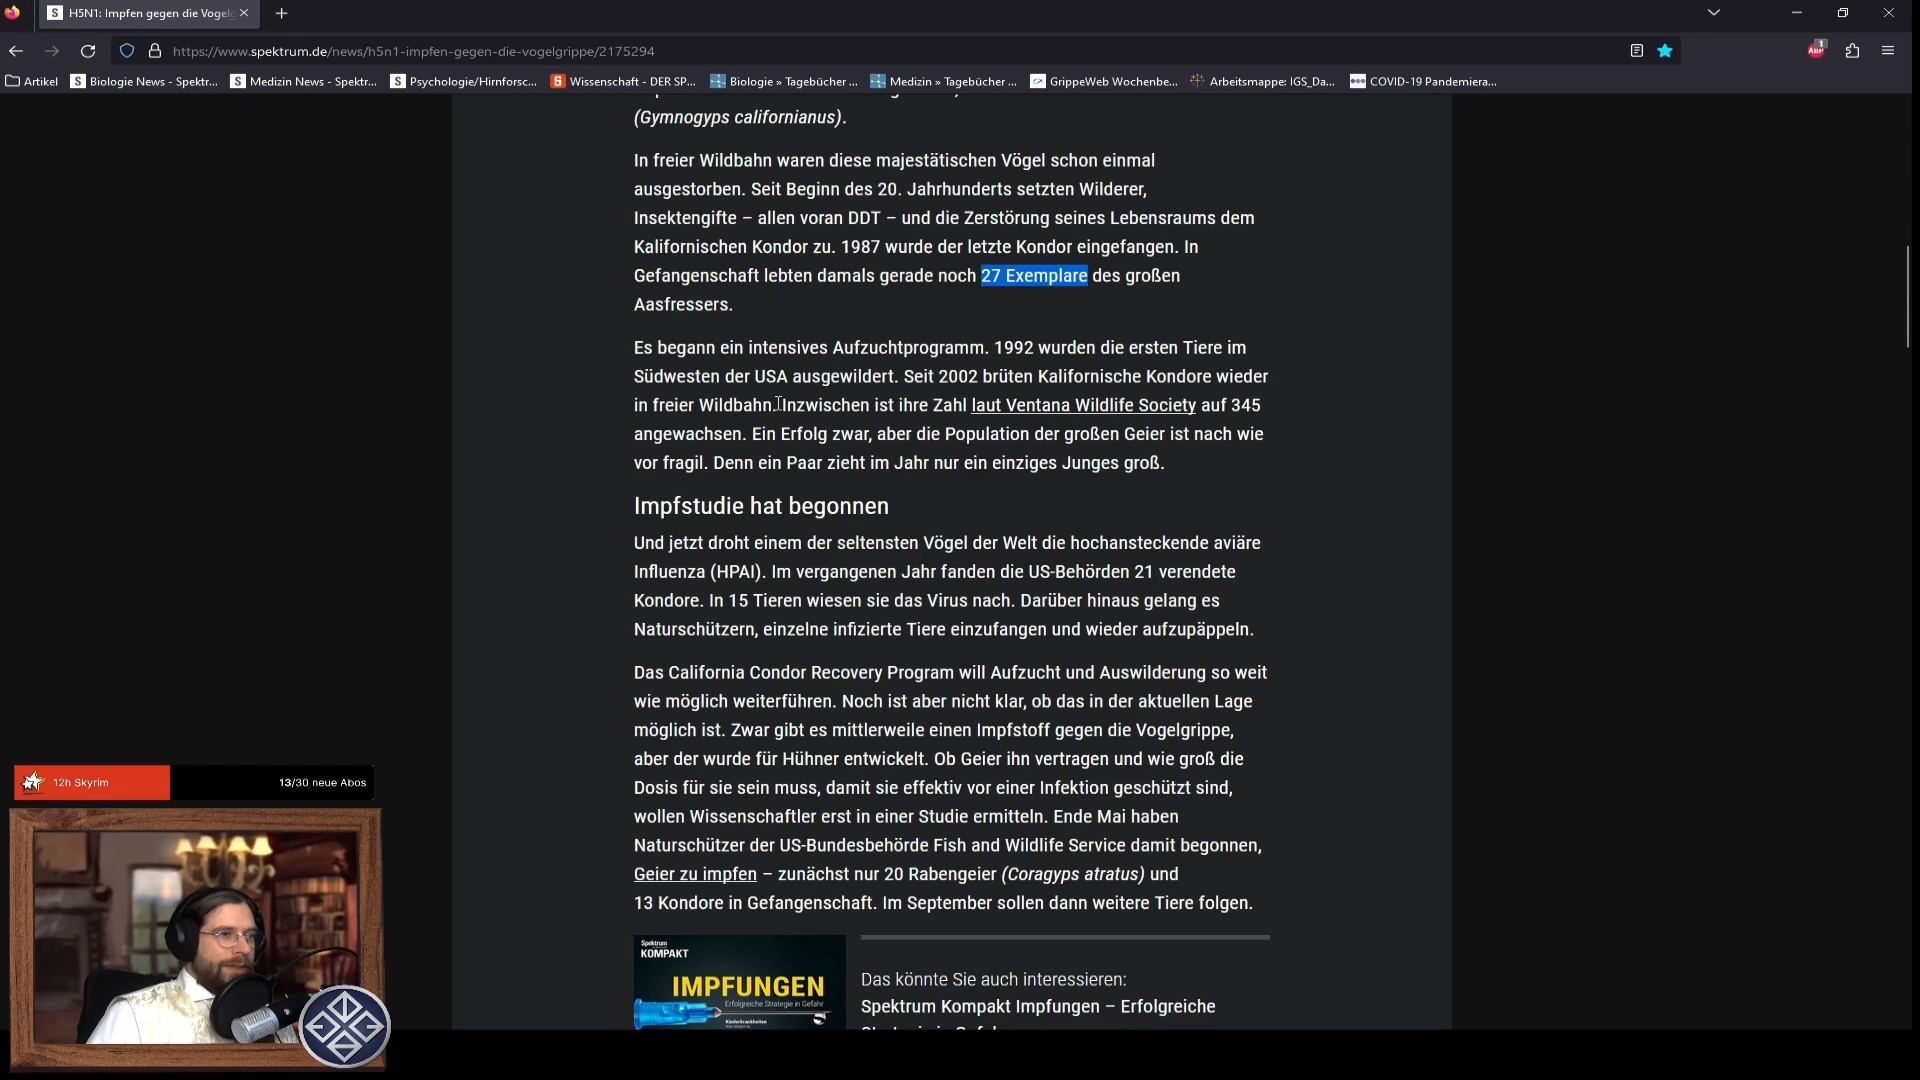 H5N1: Impfen gegen die Vogelg
https://www.spektrum.de/news/h5n1-impfen-gegen-die-vogelgrippe/2175294
1
Artikel
Biologie News - Spektr...
Medizin News - Spektr...
Psychologie/Hirnforsc...
Wissenschaft - DER SP...
Biologie » Tagebücher ...
Medizin » Tagebücher ...
GrippeWeb Wochenbe...
Arbeitsmappe: IGS_Da...
COVID-19 Pandemiera...
(Gymnogyps californianus).
In freier Wildbahn waren diese majestätischen Vögel schon einmal
ausgestorben. Seit Beginn des 20. Jahrhunderts setzten Wilderer,
Insektengifte – allen voran DDT – und die Zerstörung seines Lebensraums dem
Kalifornischen Kondor zu. 1987 wurde der letzte Kondor eingefangen. In
Gefangenschaft lebten damals gerade noch 27 Exemplare des großen
Aasfressers.
Es begann ein intensives Aufzuchtprogramm. 1992 wurden die ersten Tiere im
Südwesten der USA ausgewildert. Seit 2002 brüten Kalifornische Kondore wieder
in freier Wildbahn. Inzwischen ist ihre Zahl laut Ventana Wildlife Society auf 345
angewachsen. Ein Erfolg zwar, aber die Population der großen Geier ist nach wie
vor fragil. Denn ein Paar zieht im Jahr nur ein einziges Junges groß.
Impfstudie hat begonnen
Und jetzt droht einem der seltensten Vögel der Welt die hochansteckende aviäre
Influenza (HPAI). Im vergangenen Jahr fanden die US-Behörden 21 verendete
Kondore. In 15 Tieren wiesen sie das Virus nach. Darüber hinaus gelang es
Naturschützern, einzelne infizierte Tiere einzufangen und wieder aufzupäppeln.
Das California Condor Recovery Program will Aufzucht und Auswilderung so weit
wie möglich weiterführen. Noch ist aber nicht klar, ob das in der aktuellen Lage
möglich ist. Zwar gibt es mittlerweile einen Impfstoff gegen die Vogelgrippe,
aber der wurde für Hühner entwickelt. Ob Geier ihn vertragen und wie groß die
Dosis für sie sein muss, damit sie effektiv vor einer Infektion geschützt sind,
wollen Wissenschaftler erst in einer Studie ermitteln. Ende Mai haben
Naturschützer der US-Bundesbehörde Fish and Wildlife Service damit begonnen,
Geier zu impfen – zunächst nur 20 Rabengeier (Coragyps atratus) und
13 Kondore in Gefangenschaft. Im September sollen dann weitere Tiere folgen.
12h Skyrim
13/30 neue Abos
Spektrum
KOMPAKT
IMPFUNGEN
Erfolgreiche Strategie in Gefahr
Kinderkrankheiten
Das könnte Sie auch interessieren:
Spektrum Kompakt Impfungen – Erfolgreiche